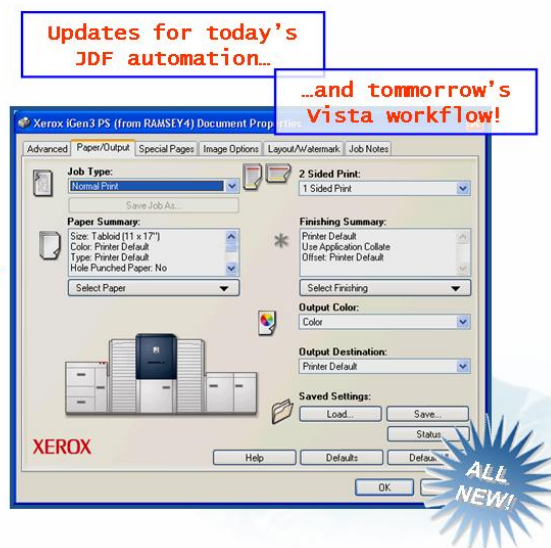 Updates for today's
JDF automation…
…and tommorrow's
Vista workflow!
Xerox iGen3 PS (from RAMSEY4) Document
Advanced Paper/Output Special Pages Image Options Layout/Watermark Job Notes
Job Type:
Normal Print
Save Job As...
2 Sided Print:
1 Sided Print
Paper Summary:
Size: Tabloid (11 x 17")
Color: Printer Default
Type: Printer Default
Hole Punched Paper: No
Select Paper
Finishing Summary:
Printer Default
Use Application Collate
Offset: Printer Default
Select Finishing
Output Color:
Color
Output Destination:
Printer Default
Saved Settings:
Load... Save...
Status...
XEROX
Help Defaults
OK
ALL
NEW!